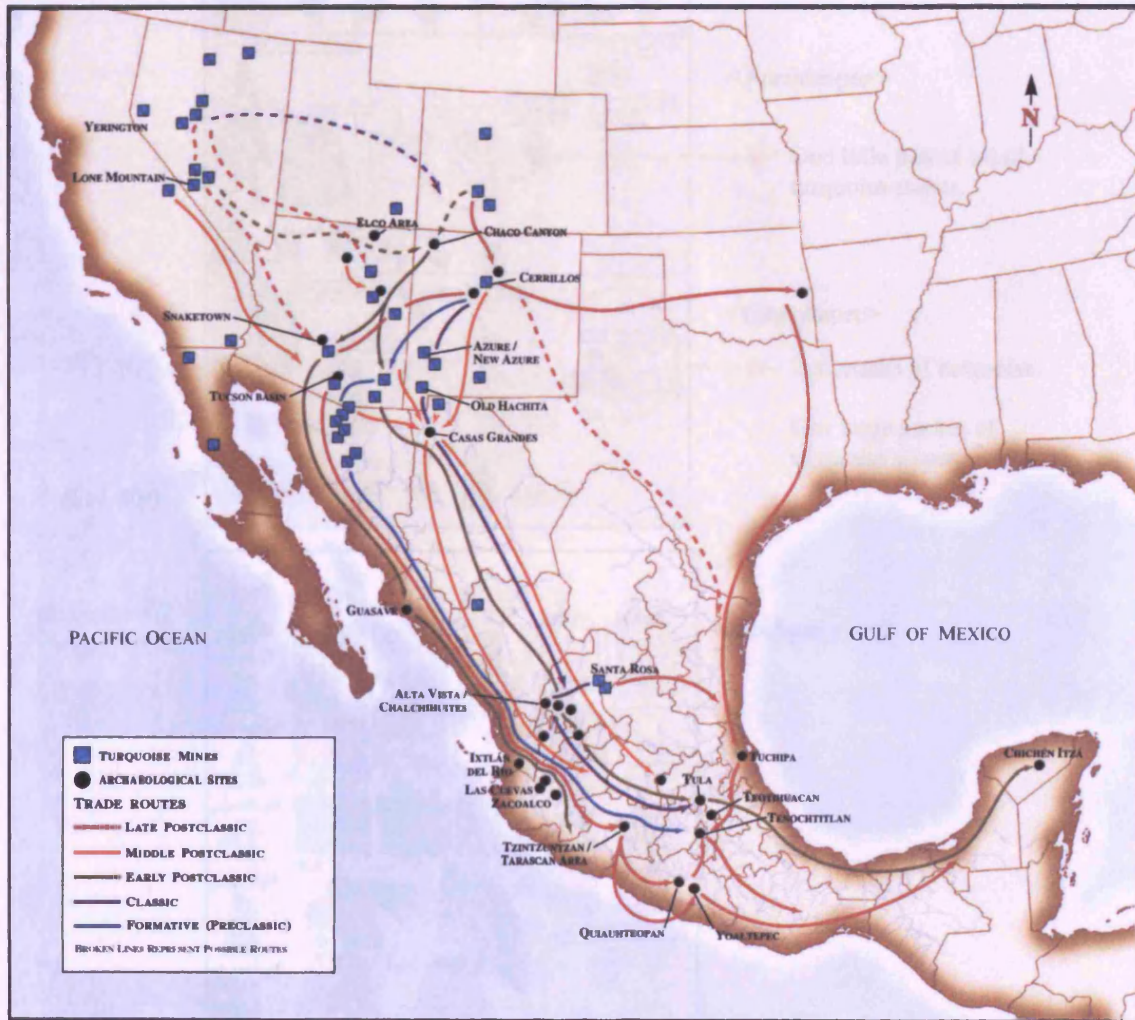 N
YERINGTON
LONE MOUNTAIN
ELCO AREA
CHACO CANYON
CERRILLOS
SNAKETOWN
AZURE /
NEW AZURE
TUCSON BASIN
OLD HACHITA
CASAS GRANDES
GUASAVE
PACIFIC OCEAN
GULF OF MEXICO
SANTA ROSA
ALTA VISTA /
CHALCHIHUITES
IXTLÁN
DEL RIO
LAS CUEVAS
ZACOALCO
TUCHIPA
CHICHÉN ITZÁ
TULA
TEOTIHUACAN
TENOCHTITLAN
TZINTZUNTZAN /
TARASCAN AREA
QUIAUHTEOPAN
YOALTEPEC
TURQUOISE MINES
ARCHAEOLOGICAL SITES
TRADE ROUTES
LATE POSTCLASSIC
MIDDLE POSTCLASSIC
EARLY POSTCLASSIC
CLASSIC
FORMATIVE (PRECLASSIC)
BROKEN LINES REPRESENT POSSIBLE ROUTES